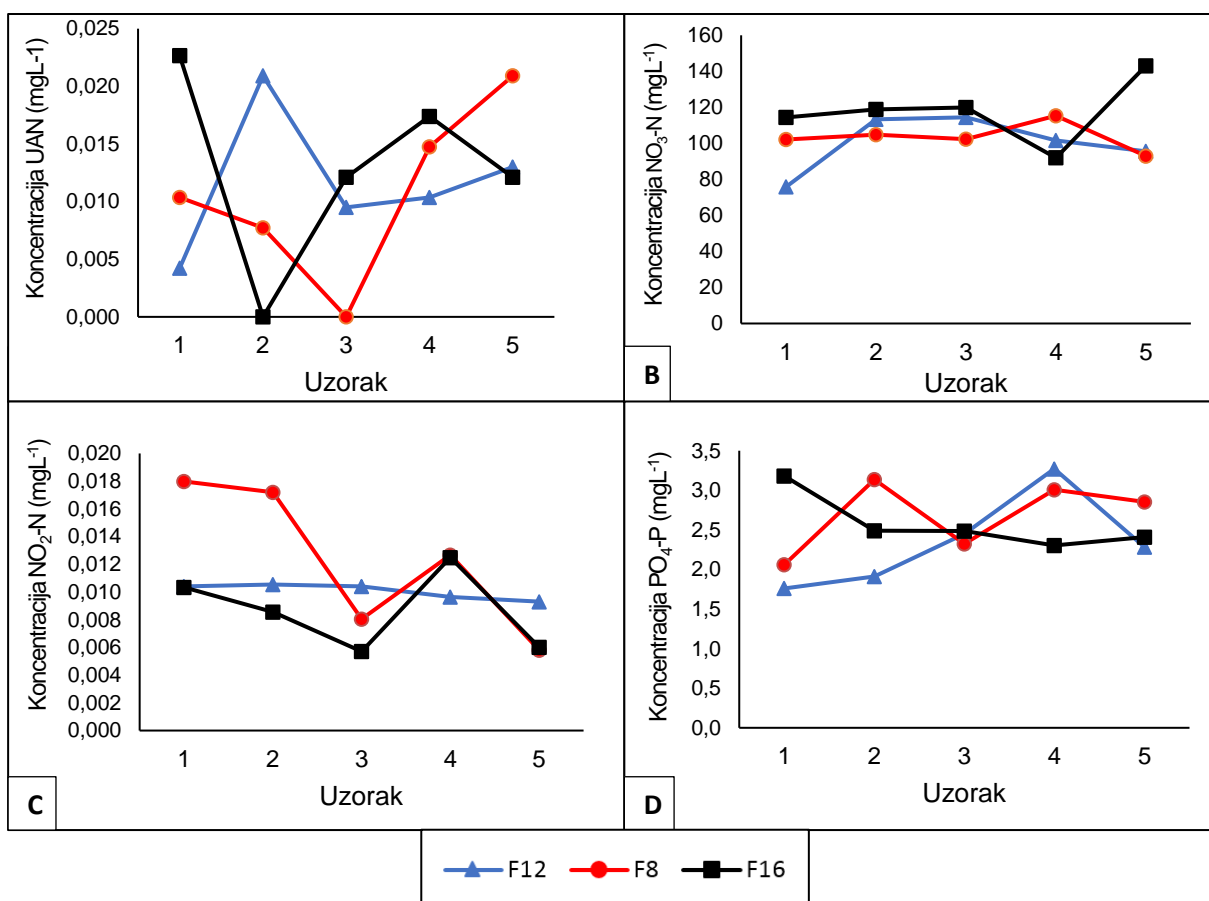 Koncentracija UAN (mgL-1)
0,025
0,020
0,015
0,010
0,005
0,000
1 2 3 4 5
Uzorak
Koncentracija NO₃-N (mgL⁻¹)
160
140
120
100
80
60
40
20
0
1 2 3 4 5
Uzorak
B
Koncentracija NO₂-N (mgL⁻¹)
0,020
0,018
0,016
0,014
0,012
0,010
0,008
0,006
0,004
0,002
0,000
1 2 3 4 5
Uzorak
C
Koncentracija PO₄-P (mgL⁻¹)
3,5
3,0
2,5
2,0
1,5
1,0
0,5
0,0
1 2 3 4 5
Uzorak
D
F12 F8 F16